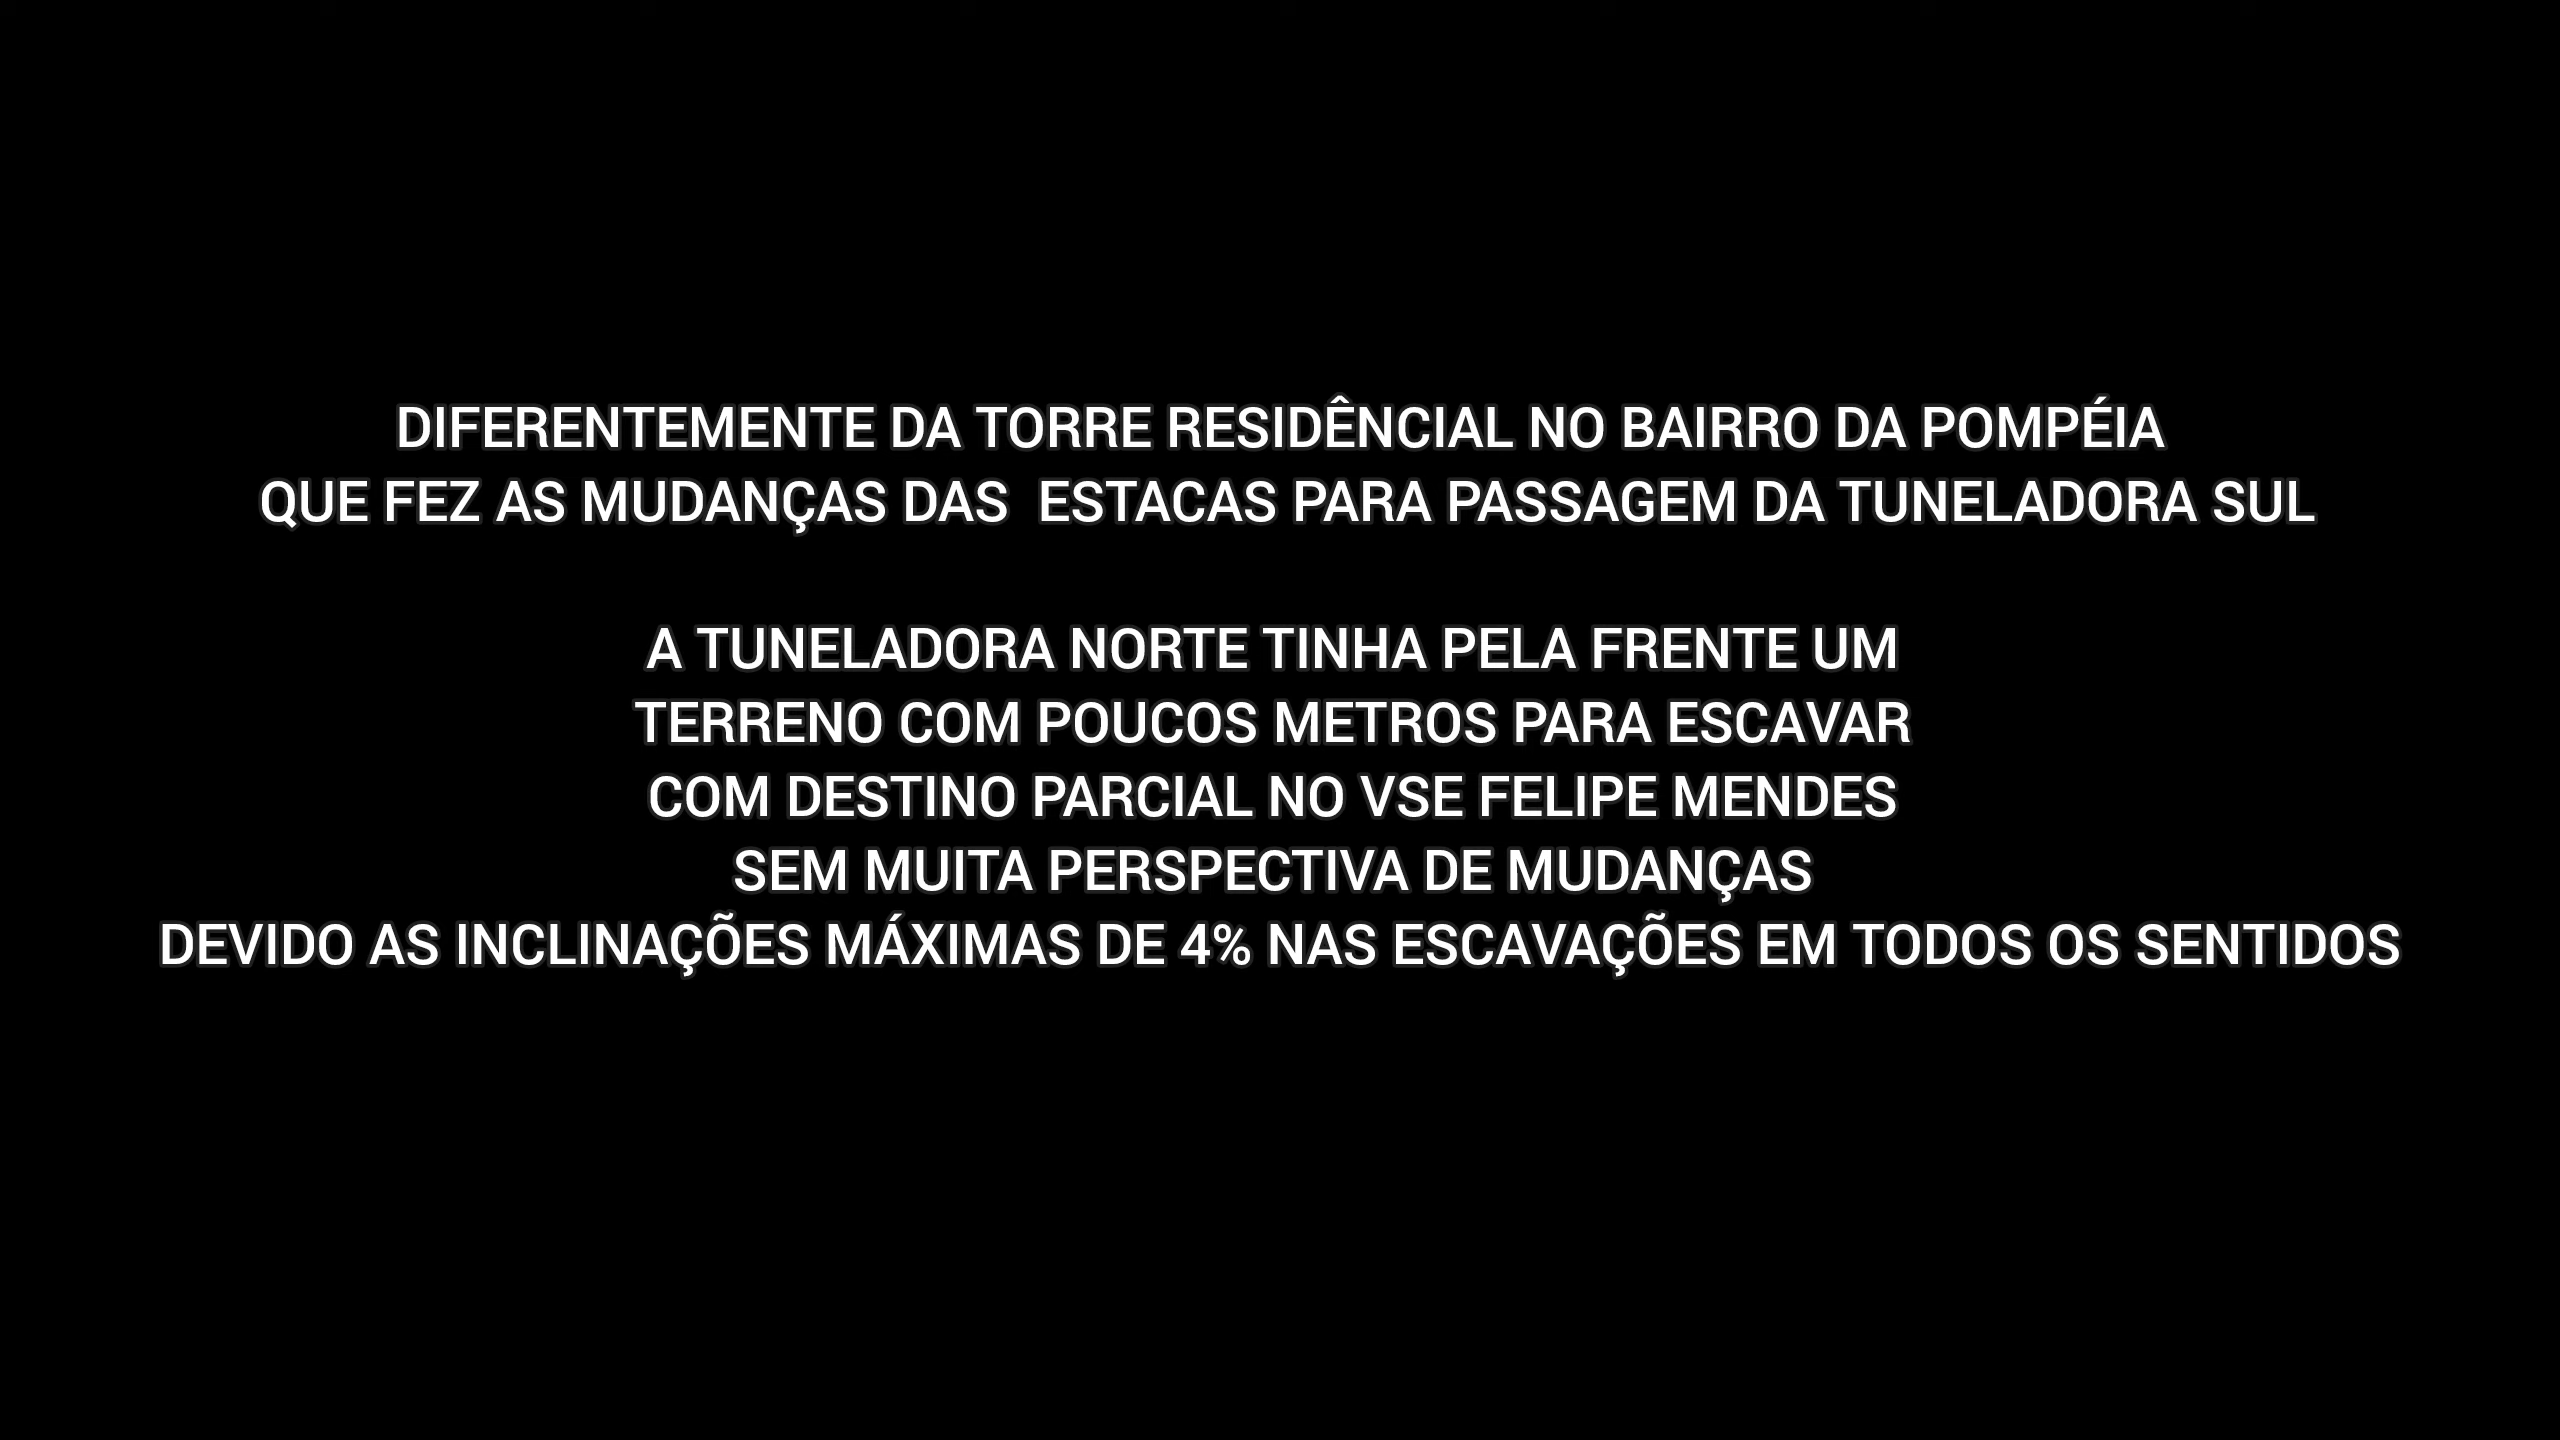 DIFERENTEMENTE DA TORRE RESIDÊNCIAL NO BAIRRO DA POMPÉIA
QUE FEZ AS MUDANÇAS DAS  ESTACAS PARA PASSAGEM DA TUNELADORA SUL
A TUNELADORA NORTE TINHA PELA FRENTE UM
TERRENO COM POUCOS METROS PARA ESCAVAR
COM DESTINO PARCIAL NO VSE FELIPE MENDES
SEM MUITA PERSPECTIVA DE MUDANÇAS
DEVIDO AS INCLINAÇÕES MÁXIMAS DE 4% NAS ESCAVAÇÕES EM TODOS OS SENTIDOS